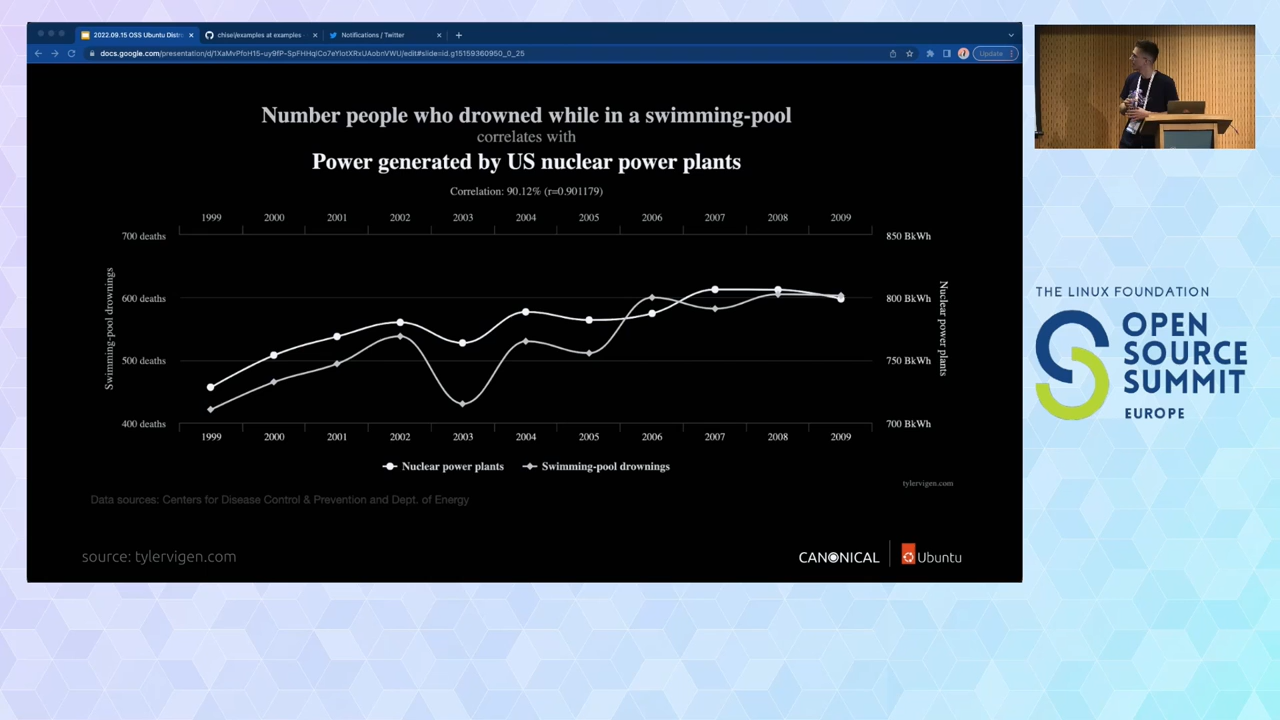 2022.09.15 OSS Ubuntu Distr
chisel/examples at examples
Notifications / Twitter
docs.google.com/presentation/d/1XaMvPfoH15-uy9fP-SpFHHqlCo7eYlotXRxUAobnVWU/edit#slide=id.g15159360950_0_25
Update
Number people who drowned while in a swimming-pool
correlates with
Power generated by US nuclear power plants
Correlation: 90.12% (r=0.901179)
1999 2000 2001 2002 2003 2004 2005 2006 2007 2008 2009
700 deaths 850 BkWh
600 deaths 800 BkWh
500 deaths 750 BkWh
400 deaths 700 BkWh
Swimming-pool drownings
Nuclear power plants
1999 2000 2001 2002 2003 2004 2005 2006 2007 2008 2009
Nuclear power plants Swimming-pool drownings
tylervigen.com
Data sources: Centers for Disease Control & Prevention and Dept. of Energy
source: tylervigen.com
CANONICAL Ubuntu
THE LINUX FOUNDATION
OPEN
SOURCE
SUMMIT
EUROPE